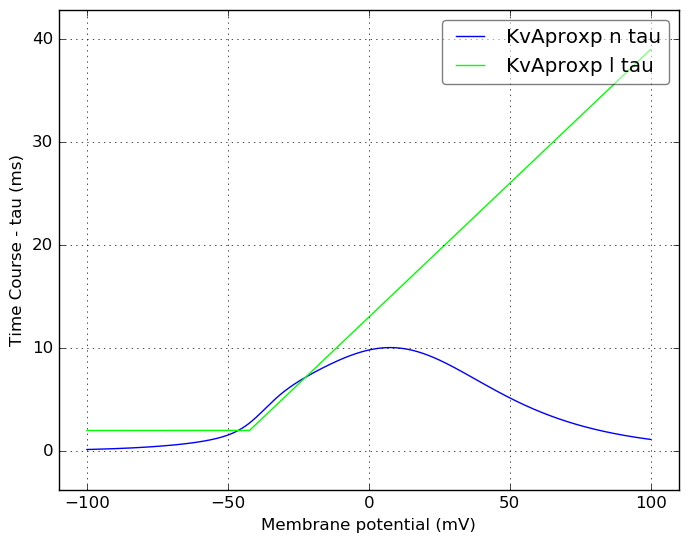 KvAproxp n tau
KvAproxp l tau
40
30
20
10
0
Time Course - tau (ms)
−100
−50
0
50
100
Membrane potential (mV)